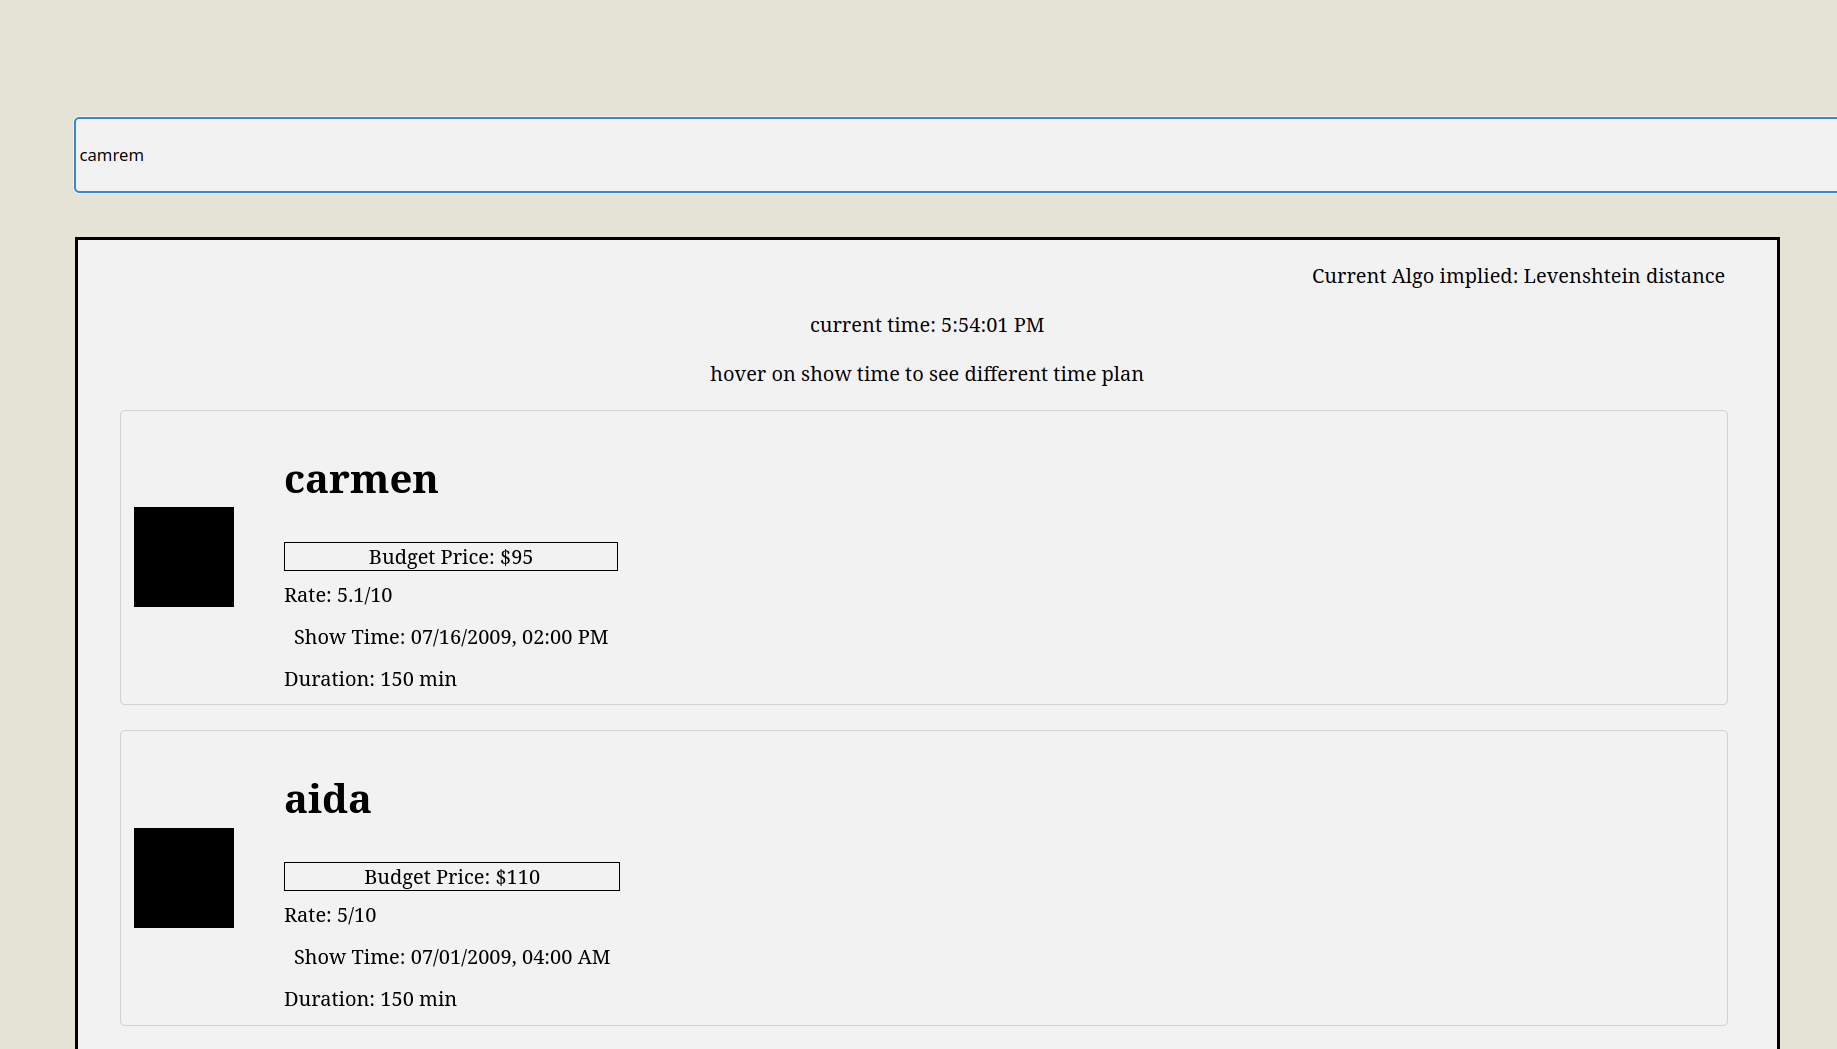 camrem
Current Algo implied: Levenshtein distance
current time: 5:54:01 PM
hover on show time to see different time plan
carmen
Budget Price: $95
Rate: 5.1/10
Show Time: 07/16/2009, 02:00 PM
Duration: 150 min
aida
Budget Price: $110
Rate: 5/10
Show Time: 07/01/2009, 04:00 AM
Duration: 150 min